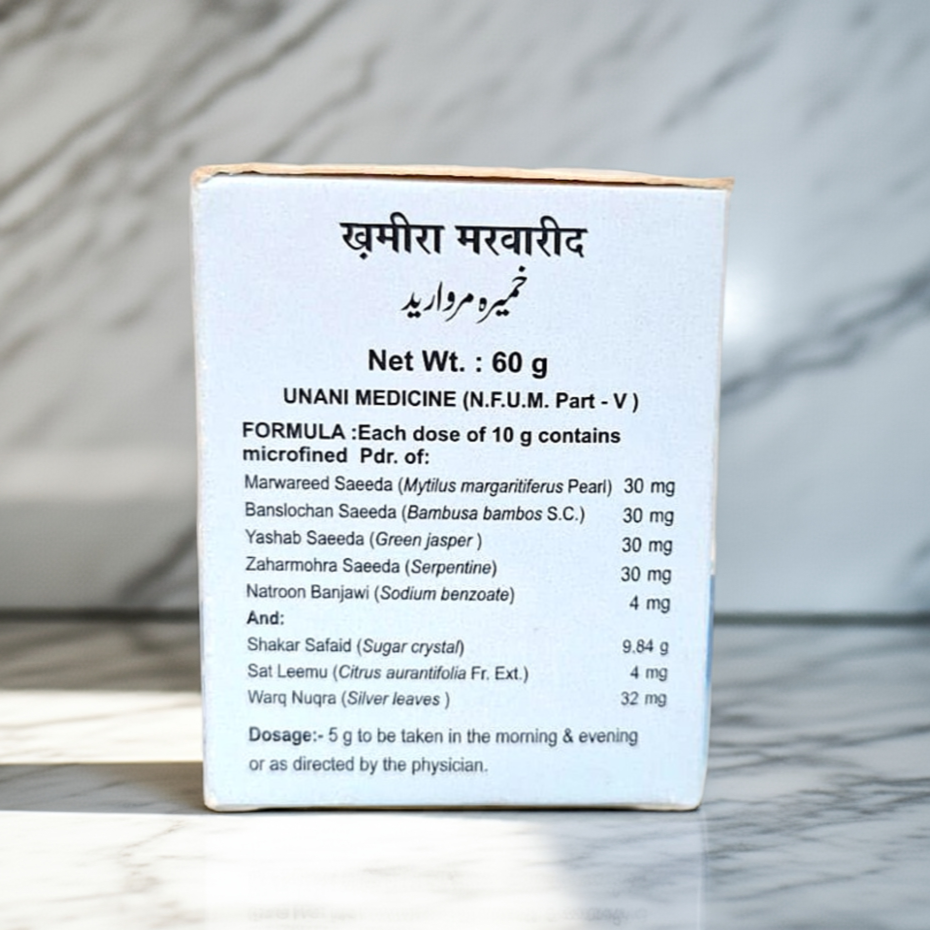 ख़मीरा मरवारीद
خمیرہ مروارید
Net Wt. : 60 g
UNANI MEDICINE (N.F.U.M. Part - V )
FORMULA :Each dose of 10 g contains
microfined Pdr. of:
Marwareed Saeeda (Mytilus margaritiferus Pearl) 30 mg
Banslochan Saeeda (Bambusa bambos S.C.) 30 mg
Yashab Saeeda (Green jasper ) 30 mg
Zaharmohra Saeeda (Serpentine) 30 mg
Natroon Banjawi (Sodium benzoate) 4 mg
And:
Shakar Safaid (Sugar crystal) 9.84 g
Sat Leemu (Citrus aurantifolia Fr. Ext.) 4 mg
Warq Nuqra (Silver leaves ) 32 mg
Dosage:- 5 g to be taken in the morning & evening
or as directed by the physician.